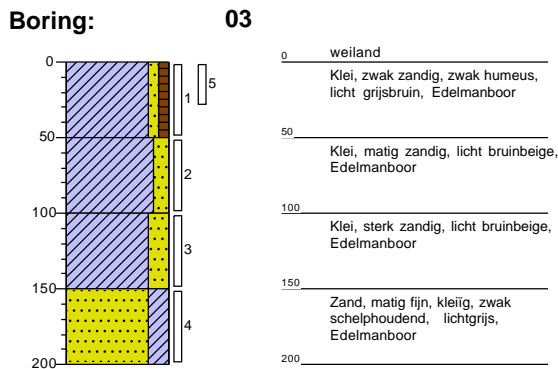 Boring: 03
0
50
100
150
200
1
5
2
3
4
0 weiland
Klei, zwak zandig, zwak humeus,
licht grijsbruin, Edelmanboor
50
Klei, matig zandig, licht bruinbeige,
Edelmanboor
100
Klei, sterk zandig, licht bruinbeige,
Edelmanboor
150
Zand, matig fijn, kleiïg, zwak
schelphoudend, lichtgrijs,
Edelmanboor
200